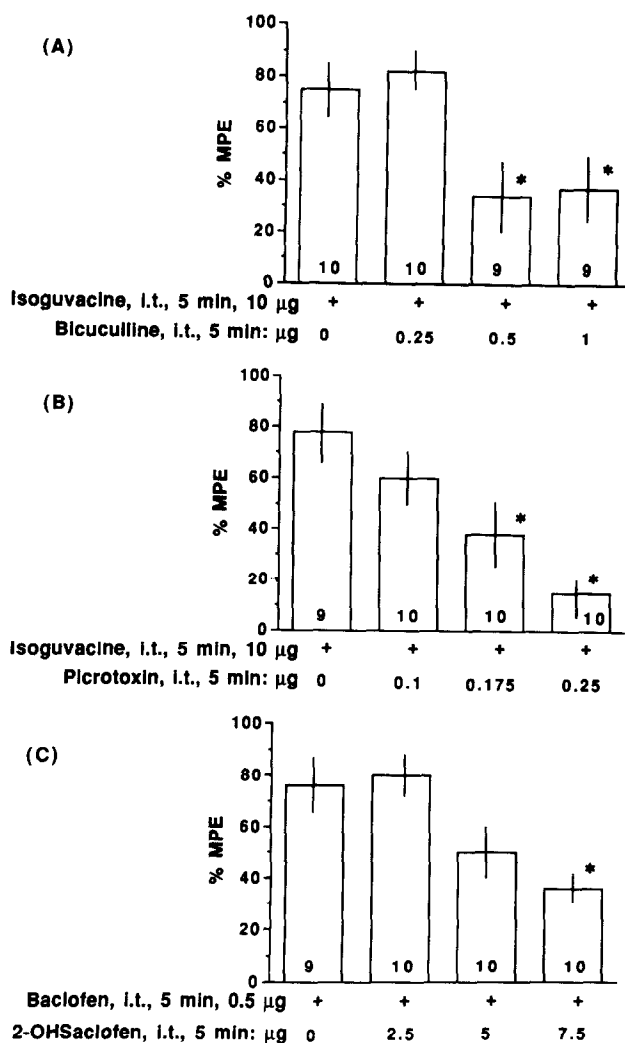 (A)
% MPE
100
80
60
40
20
0
* *
10 10 9 9
Isoguvacine, i.t., 5 min, 10 µg + + + +
Bicuculline, i.t., 5 min: µg 0 0.25 0.5 1
(B)
% MPE
100
80
60
40
20
0
* *
9 10 10 10
Isoguvacine, i.t., 5 min, 10 µg + + + +
Picrotoxin, i.t., 5 min: µg 0 0.1 0.175 0.25
(C)
% MPE
100
80
60
40
20
0
*
9 10 10 10
Baclofen, i.t., 5 min, 0.5 µg + + + +
2-OHSaclofen, i.t., 5 min: µg 0 2.5 5 7.5